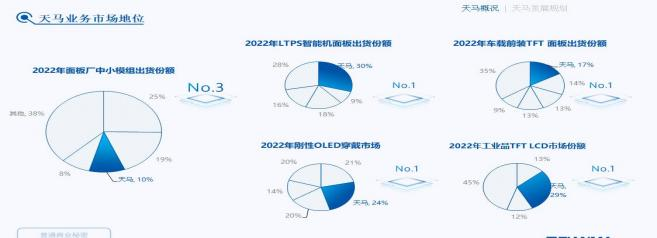 天马业务市场地位
天马概况 | 天马发展规划
2022年面板厂中小模组出货份额
其他, 38%
25%
19%
天马, 10%
8%
No.3
2022年LTPS智能机面板出货份额
28%
天马, 30%
9%
18%
16%
No.1
2022年车载前装TFT 面板出货份额
35%
天马, 17%
14%
13%
13%
9%
No.1
2022年刚性OLED穿戴市场
20%
21%
天马, 24%
20%
14%
No.1
2022年工业品TFT LCD市场份额
13%
天马,
29%
12%
45%
No.1
普通商业秘密